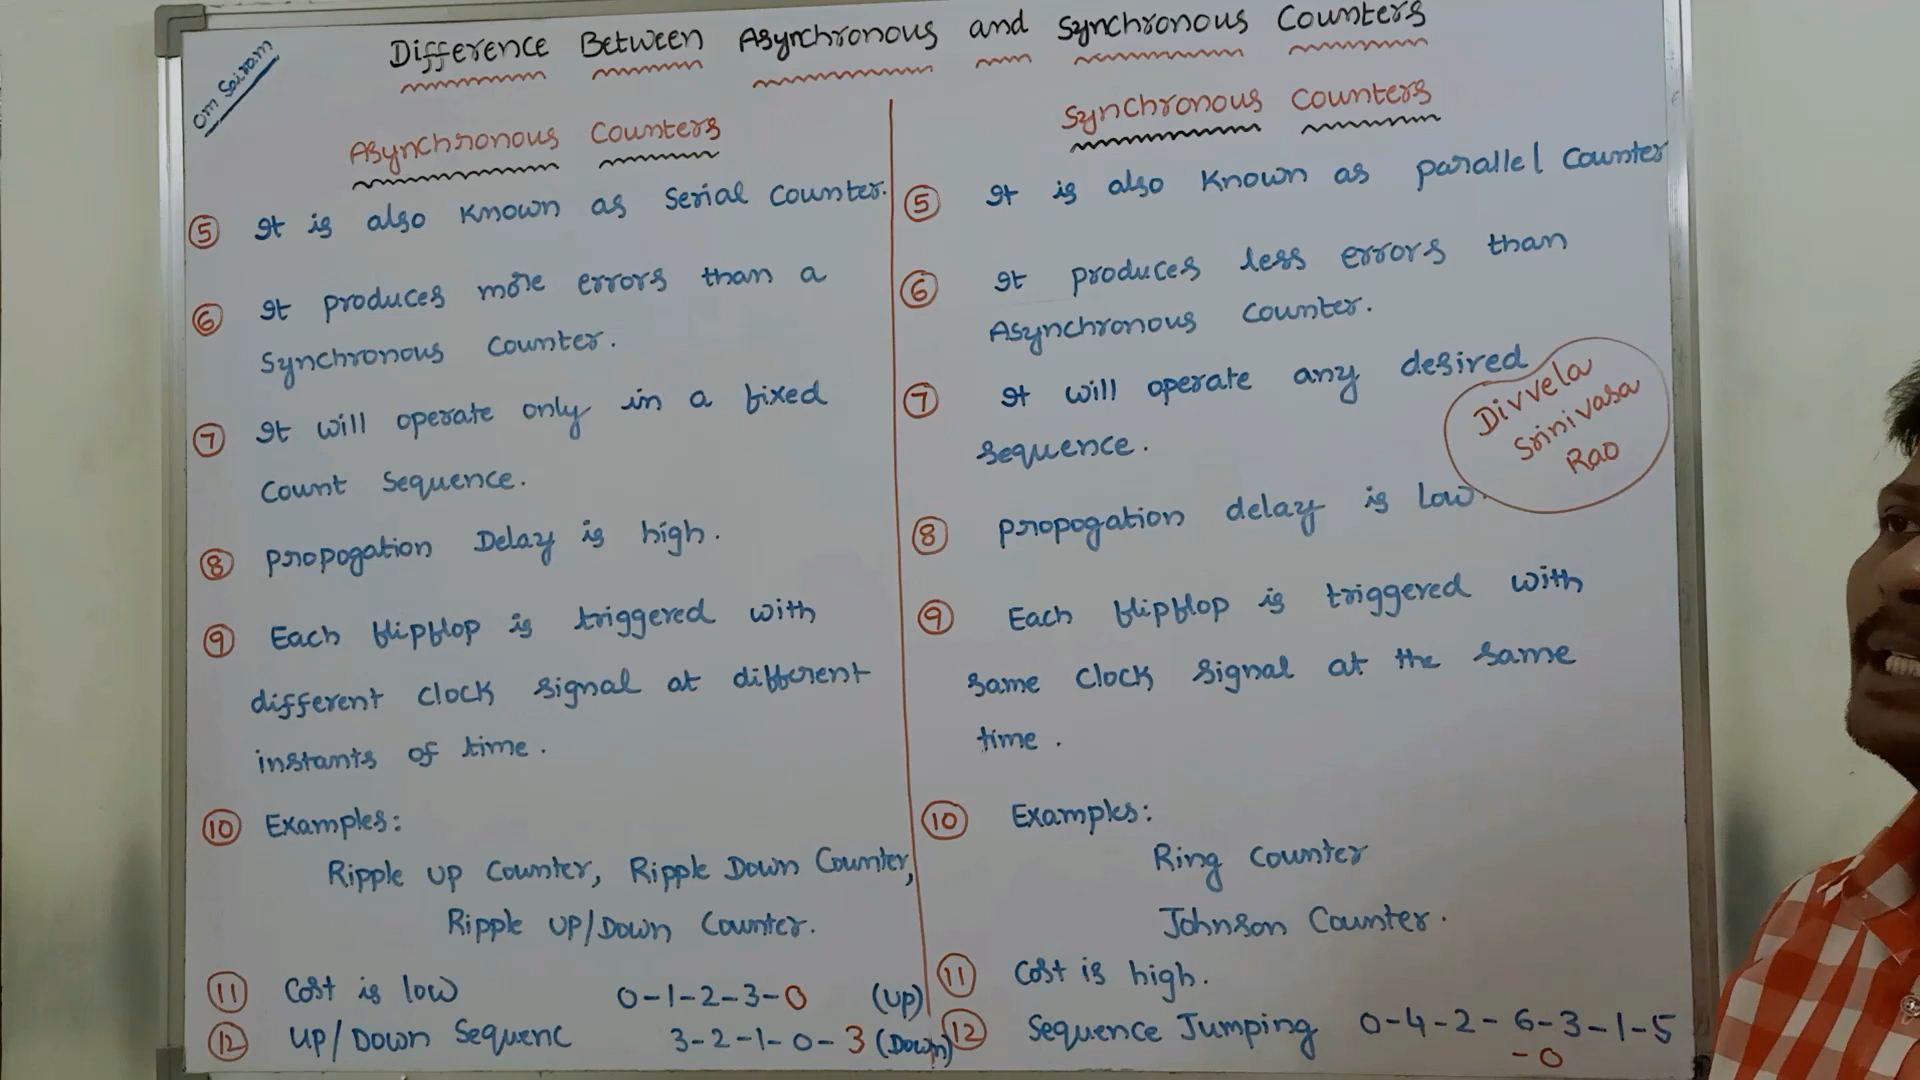 Om Sairam
Difference Between Asynchronous and Synchronous Counters
Asynchronous Counters
5 It is also known as Serial Counter.
6 It produces more errors than a
Synchronous Counter.
7 It will operate only in a fixed
Count Sequence.
8 Propogation Delay is high.
9 Each flipflop is triggered with
different clock signal at different
instants of time.
10 Examples:
Ripple UP Counter, Ripple Down Counter,
Ripple UP/Down Counter.
11 Cost is low 0-1-2-3-0 (Up)
12 UP/Down Sequenc 3-2-1-0-3 (Down)
Synchronous Counters
5 It is also known as parallel Counter
6 It produces less errors than
Asynchronous Counter.
7 It will operate any desired
Sequence.
8 Propogation delay is low.
9 Each flipflop is triggered with
same clock signal at the same
time.
10 Examples:
Ring Counter
Johnson Counter.
11 Cost is high.
12 Sequence Jumping 0-4-2-6-3-1-5
-0
Divvela
Srinivasa
Rao